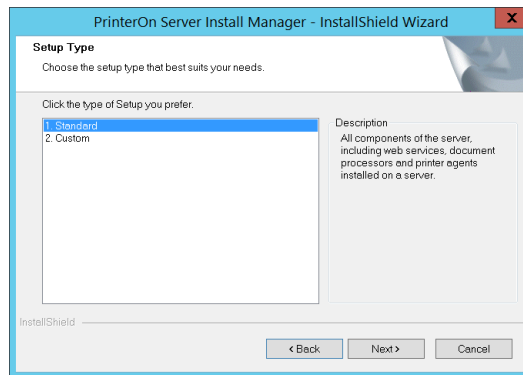 PrinterOn Server Install Manager - InstallShield Wizard
X
Setup Type
Choose the setup type that best suits your needs.
Click the type of Setup you prefer.
1. Standard
2. Custom
Description
All components of the server,
including web services, document
processors and printer agents
installed on a server.
InstallShield
< Back
Next >
Cancel